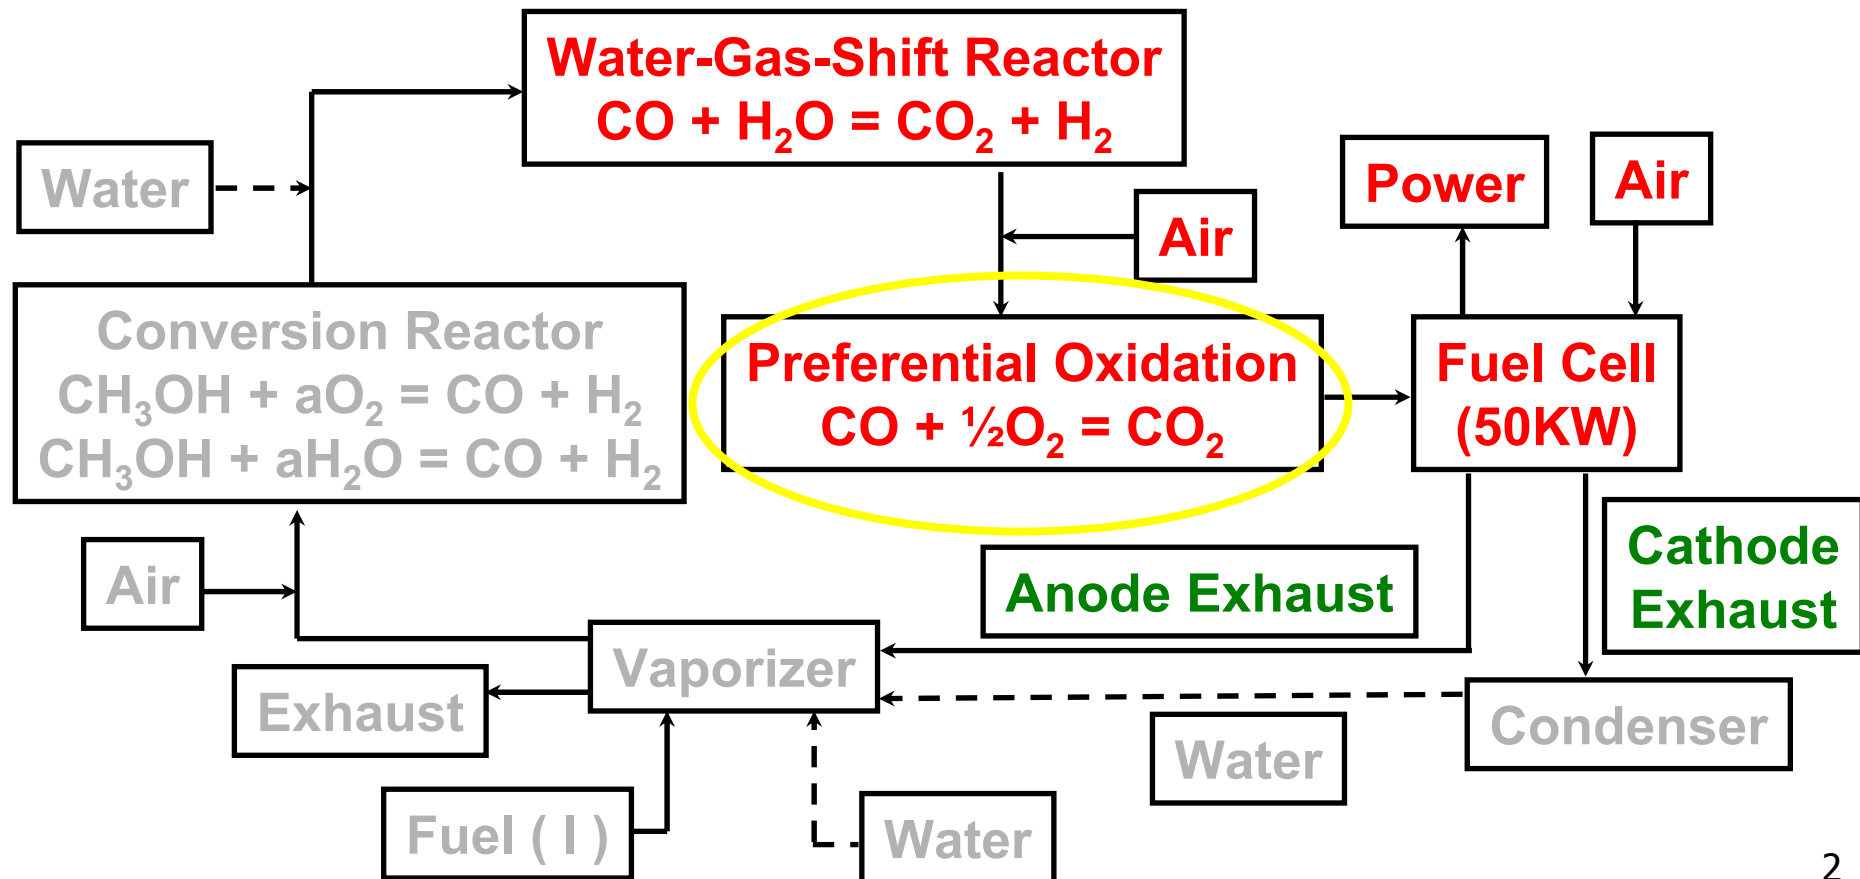 Water-Gas-Shift Reactor
CO + H₂O = CO₂ + H₂
Water
Power
Air
Air
Conversion Reactor
CH₃OH + aO₂ = CO + H₂
CH₃OH + aH₂O = CO + H₂
Preferential Oxidation
CO + ½O₂ = CO₂
Fuel Cell
(50KW)
Air
Anode Exhaust
Cathode
Exhaust
Vaporizer
Exhaust
Water
Condenser
Fuel ( l )
Water
2